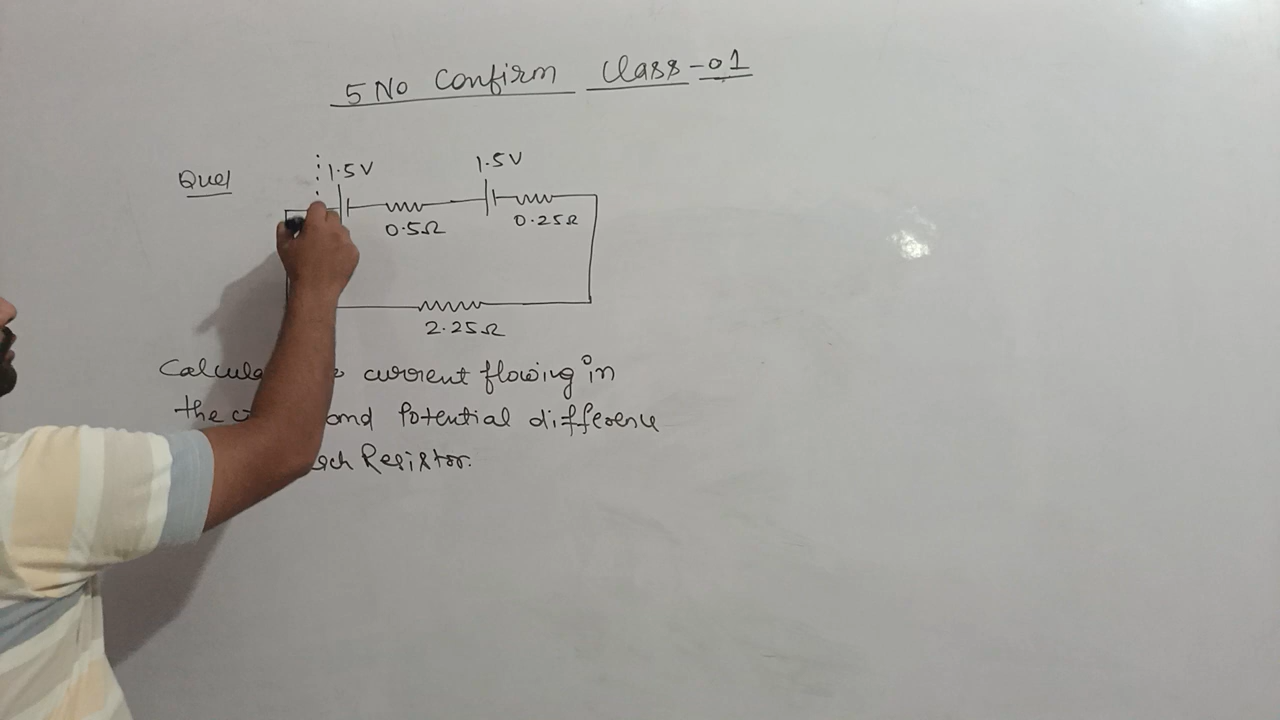 5 No Confirm Class-01
Que1
1.5V
1.5V
0.5Ω
0.25Ω
2.25Ω
current flowing in
the and Potential difference
Resistor.